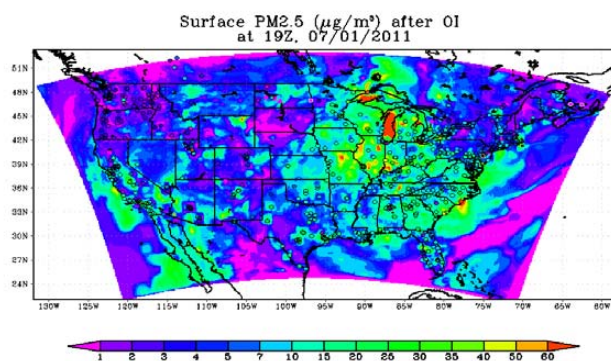 Surface PM2.5 (μg/m³) after OI
at 19Z, 07/01/2011
51N
48N
45N
42N
39N
36N
33N
30N
27N
24N
130W 125W 120W 115W 110W 105W 100W 95W 90W 85W 80W 75W 70W 65W 60W
1 2 3 4 5 7 10 15 20 25 30 35 40 50 60